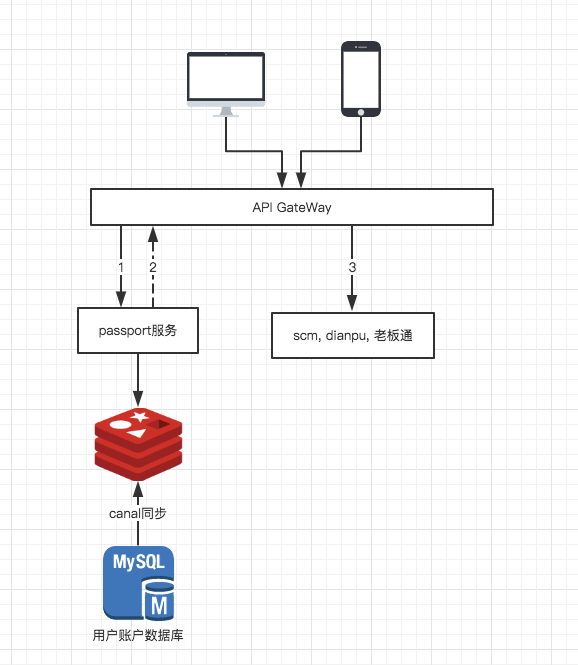 API GateWay
1
2
3
passport服务
scm, dianpu, 老板通
canal同步
MySQL
M
用户账户数据库